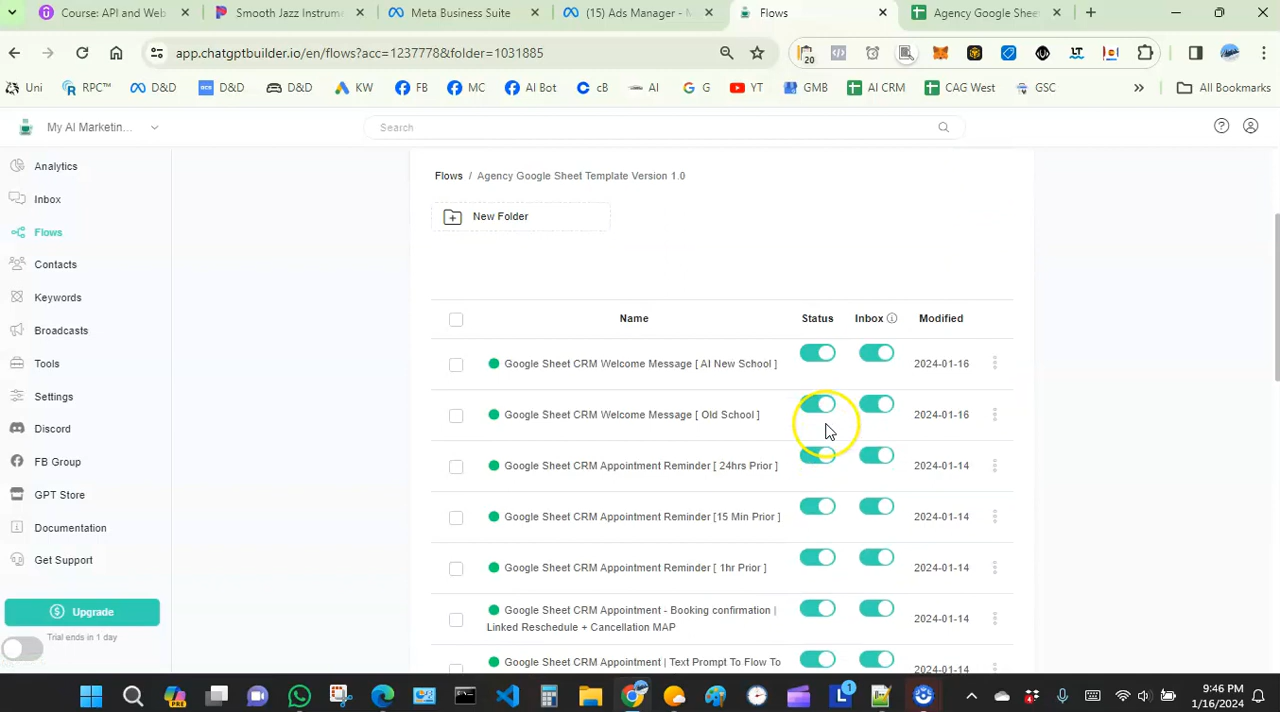 Course: API and Web
Smooth Jazz Instrum
Meta Business Suite
(15) Ads Manager - M
Flows
Agency Google Sheet
app.chatgptbuilder.io/en/flows?acc=1237778&folder=1031885
20
LT
Uni
RPC™
D&D
D&D
D&D
KW
FB
MC
AI Bot
cB
AI
G
YT
GMB
AI CRM
CAG West
GSC
All Bookmarks
My AI Marketin...
Search
Analytics
Inbox
Flows
Contacts
Keywords
Broadcasts
Tools
Settings
Discord
FB Group
GPT Store
Documentation
Get Support
Upgrade
Trial ends in 1 day
Flows / Agency Google Sheet Template Version 1.0
New Folder
Name Status Inbox Modified
Google Sheet CRM Welcome Message [ AI New School ] 2024-01-16
Google Sheet CRM Welcome Message [ Old School ] 2024-01-16
Google Sheet CRM Appointment Reminder [ 24hrs Prior ] 2024-01-14
Google Sheet CRM Appointment Reminder [15 Min Prior ] 2024-01-14
Google Sheet CRM Appointment Reminder [ 1hr Prior ] 2024-01-14
Google Sheet CRM Appointment - Booking confirmation |
Linked Reschedule + Cancellation MAP 2024-01-14
Google Sheet CRM Appointment | Text Prompt To Flow To 2024-01-14
9:46 PM
1/16/2024